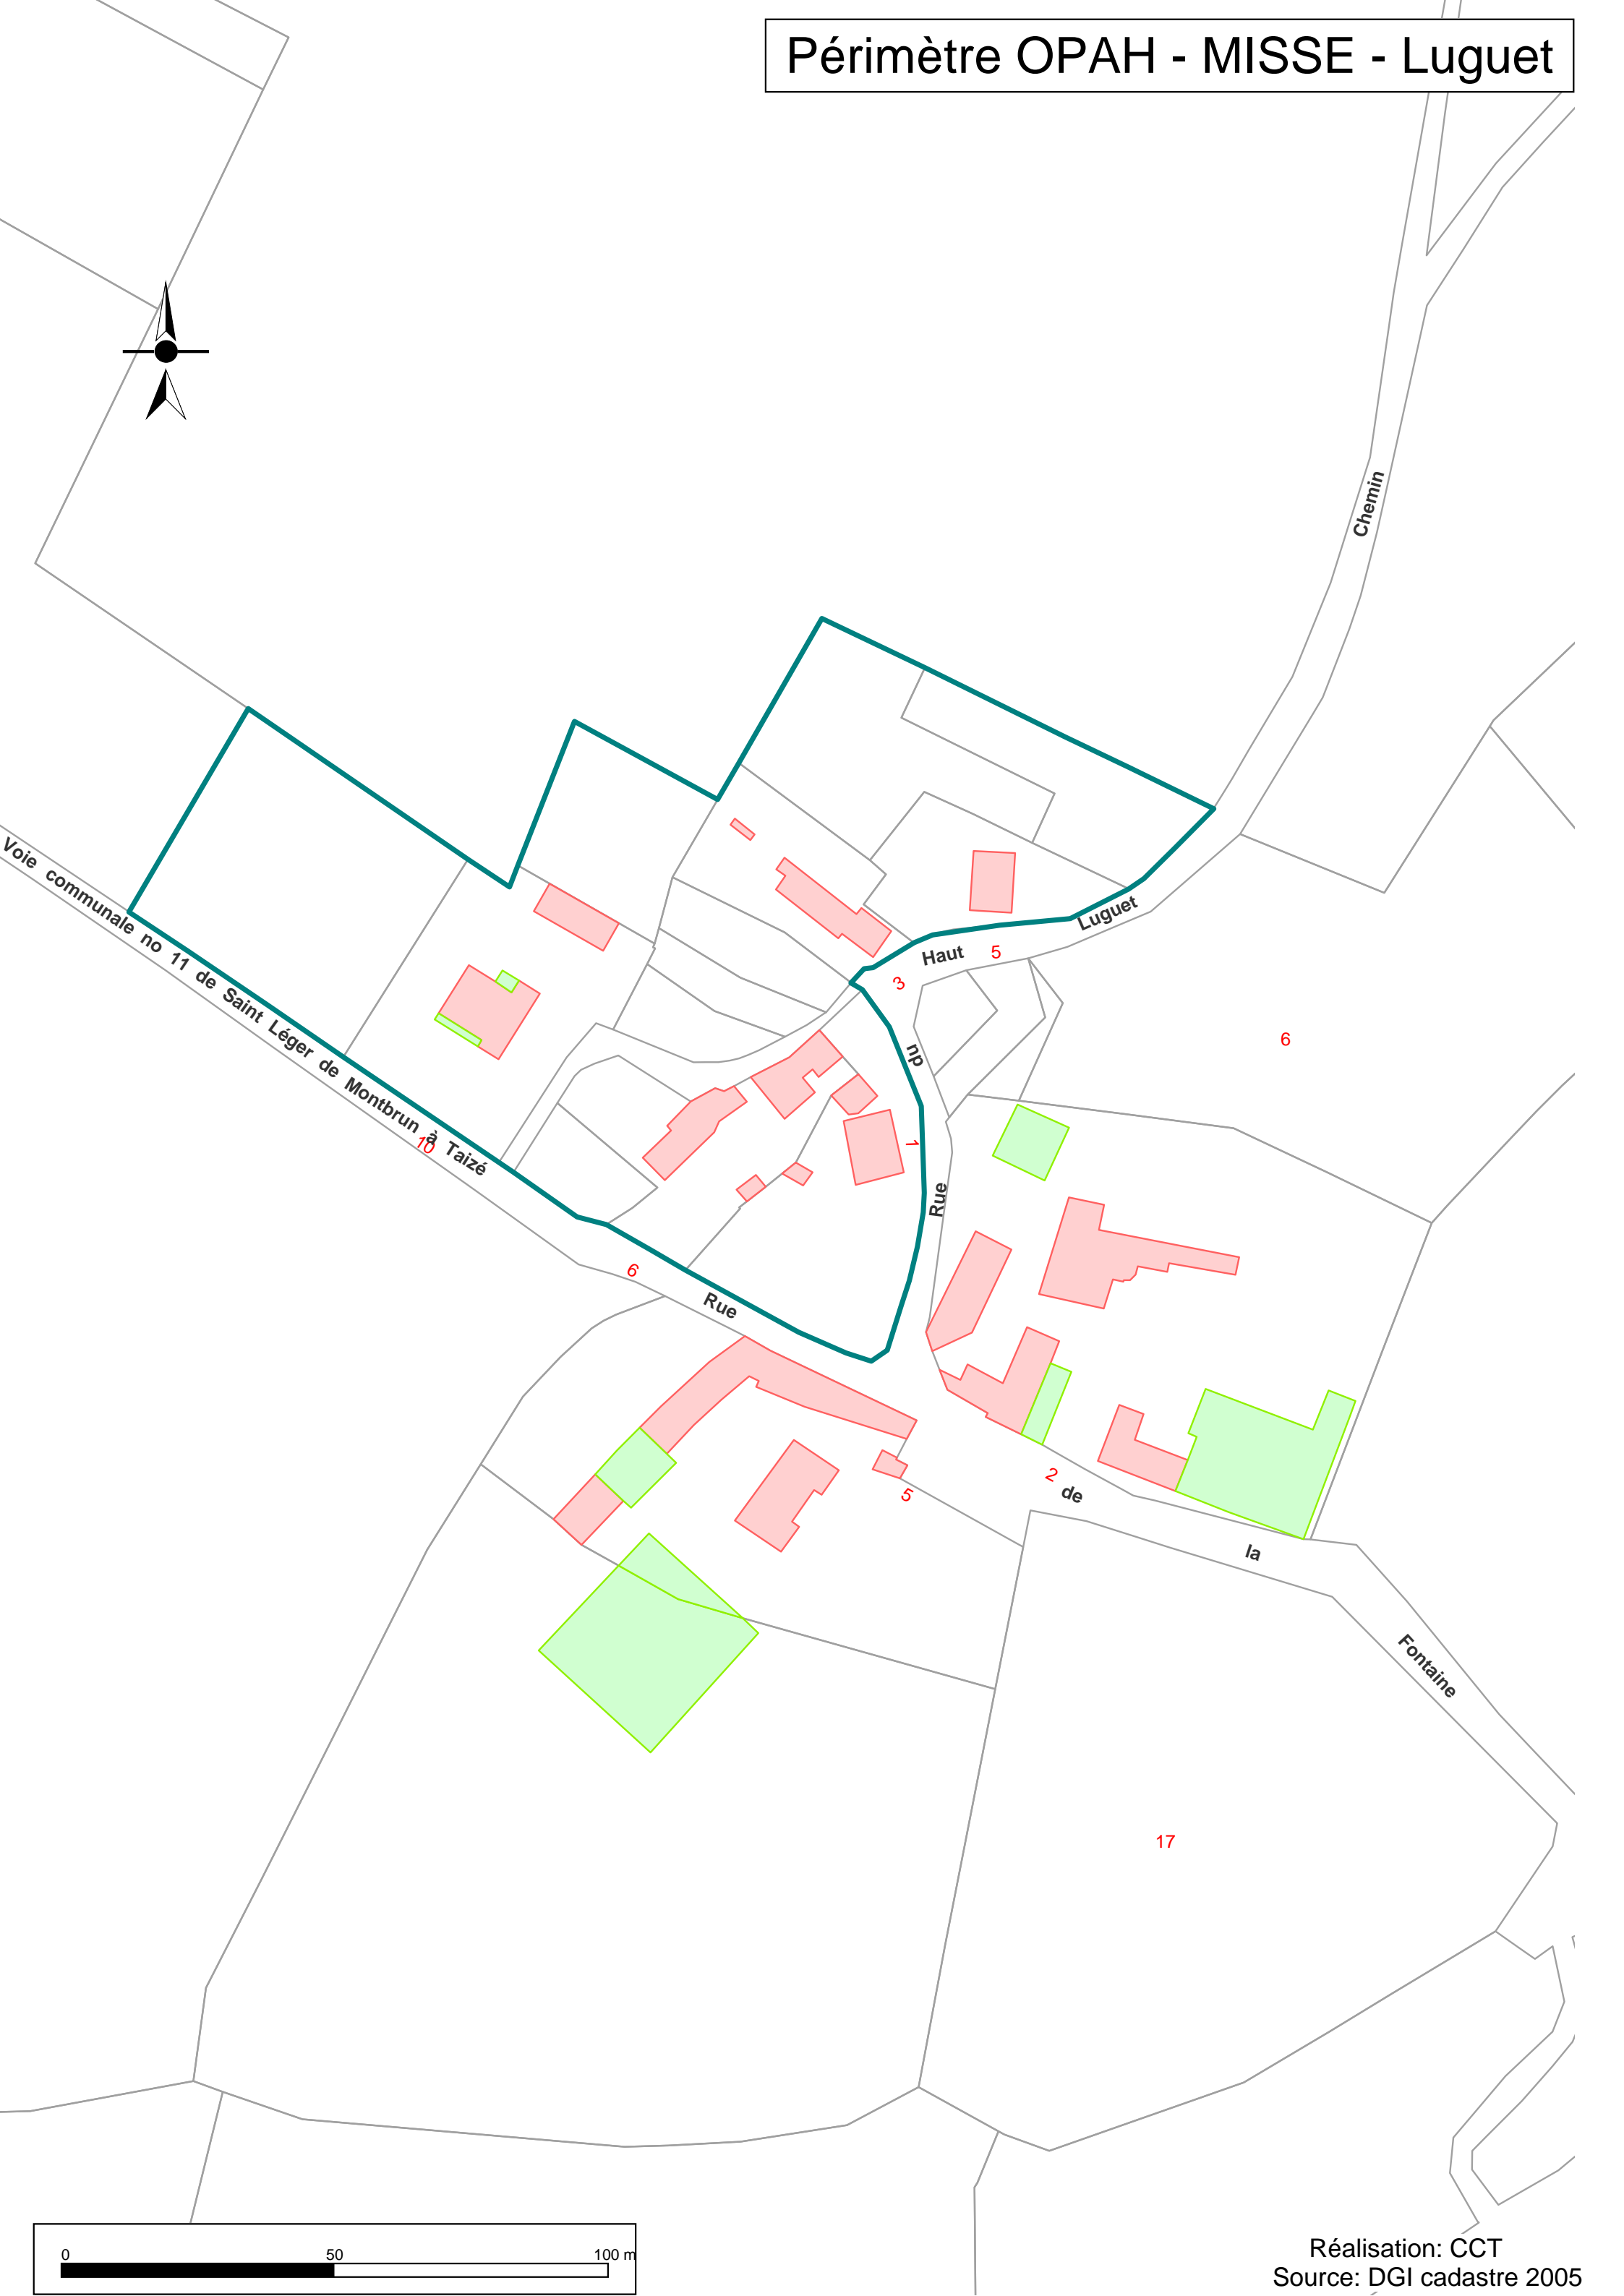 Périmètre OPAH - MISSE - Luguet
Chemin
Voie communale no 11 de Saint Léger de Montbrun à Taizé
Luguet
Haut
5
3
du
6
1
10
Rue
6
Rue
2
de
5
la
Fontaine
17
0 50 100 m
Réalisation: CCT
Source: DGI cadastre 2005